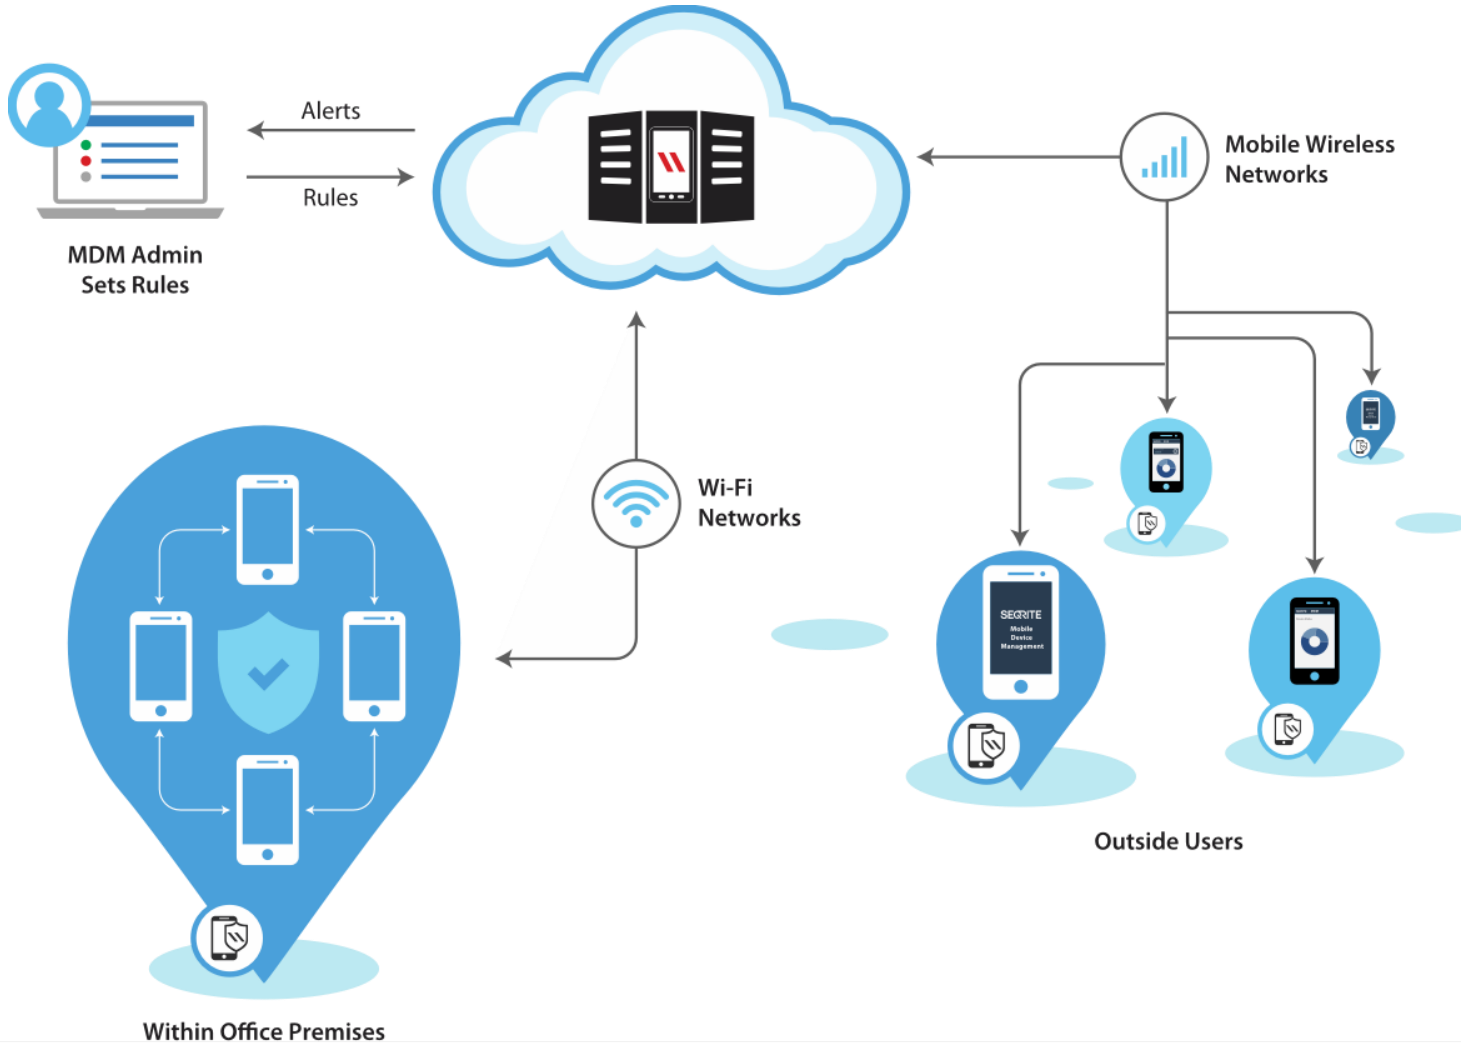 Alerts
Rules
MDM Admin
Sets Rules
Mobile Wireless
Networks
Wi-Fi
Networks
SEQRITE
Mobile
Device
Management
Outside Users
Within Office Premises